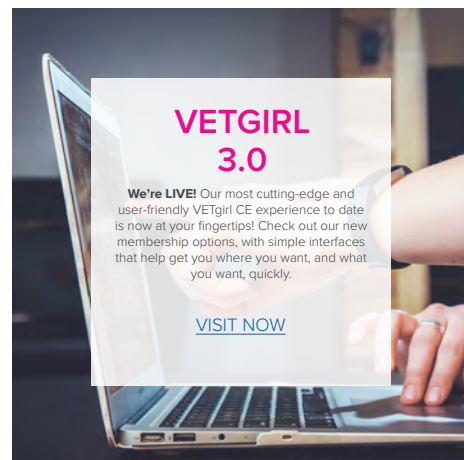 VETGIRL
3.0
We're LIVE! Our most cutting-edge and
user-friendly VETgirl CE experience to date
is now at your fingertips! Check out our new
membership options, with simple interfaces
that help get you where you want, and what
you want, quickly.
VISIT NOW